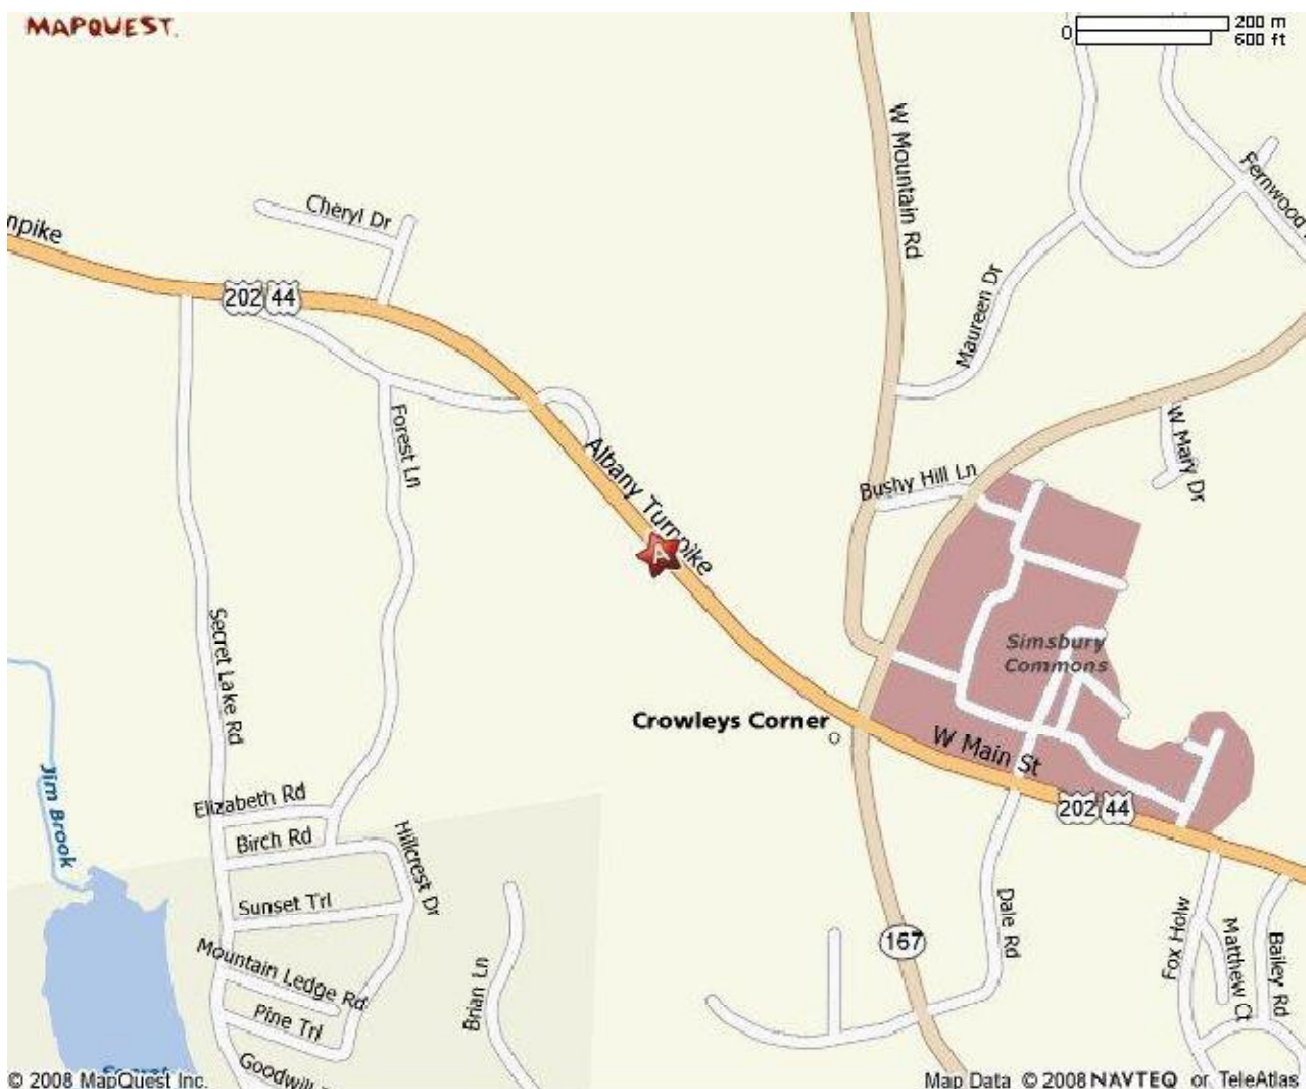 MAPQUEST.
200 m
0
600 ft
W Mountain Rd
Fernwood
Cheryl Dr
npike
202 44
Maureen Dr
Forest Ln
Albany Turnpike
Bushy Hill Ln
W Mary Dr
A
Secret Lake Rd
Simsbury
Commons
Crowleys Corner
W Main St
202 44
Jim Brook
Elizabeth Rd
Birch Rd
Hillcrest Dr
Sunset Trl
Mountain Ledge Rd
Pine Trl
Goodwill
Brian Ln
167
Dale Rd
Fox Holw
Matthew Ct
Bailey Rd
© 2008 MapQuest Inc.
Map Data © 2008 NAVTEQ or TeleAtlas